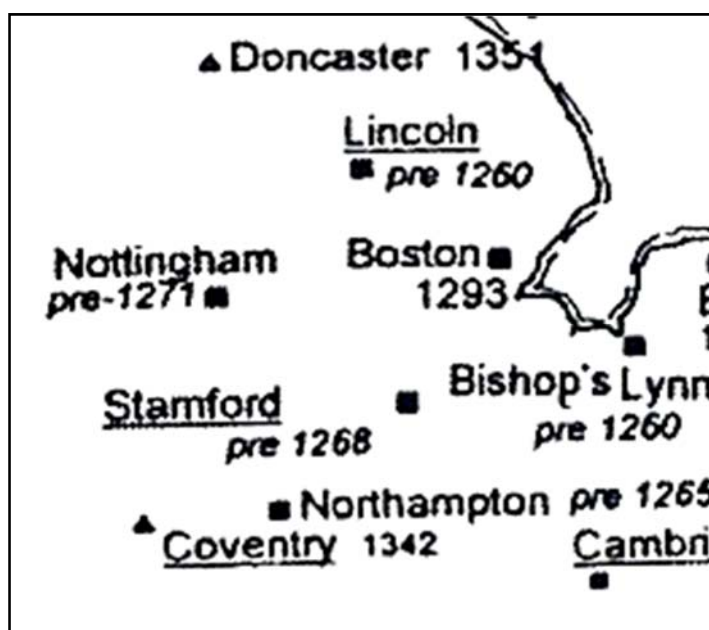 Doncaster 1351
Lincoln
pre 1260
Nottingham
pre-1271
Boston
1293
Bishop's Lynn
pre 1260
Stamford
pre 1268
Northampton pre 1265
Coventry 1342
Cambri